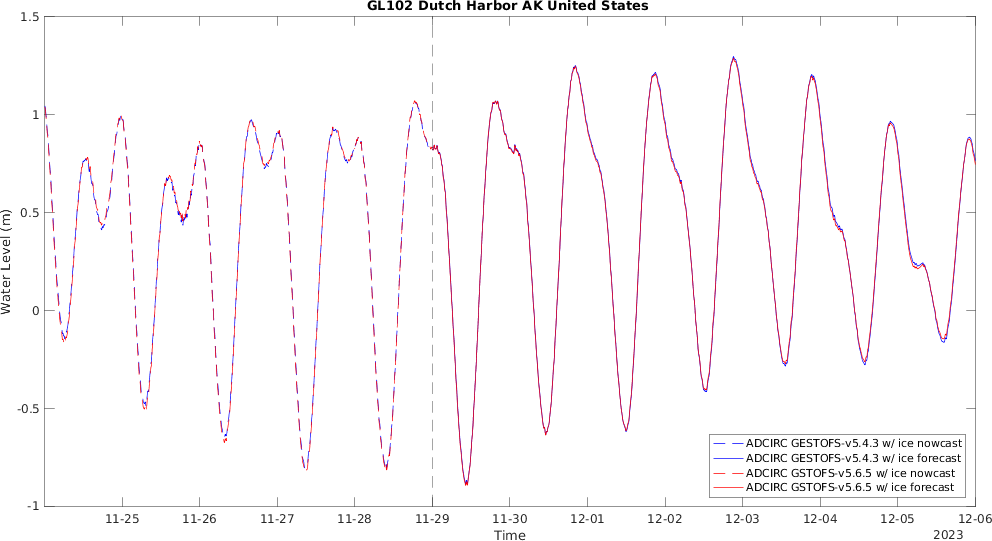 GL102 Dutch Harbor AK United States
1.5
1
0.5
0
-0.5
-1
Water Level (m)
ADCIRC GESTOFS-v5.4.3 w/ ice nowcast
ADCIRC GESTOFS-v5.4.3 w/ ice forecast
ADCIRC GSTOFS-v5.6.5 w/ ice nowcast
ADCIRC GSTOFS-v5.6.5 w/ ice forecast
11-25 11-26 11-27 11-28 11-29 11-30 12-01 12-02 12-03 12-04 12-05 12-06
Time
2023